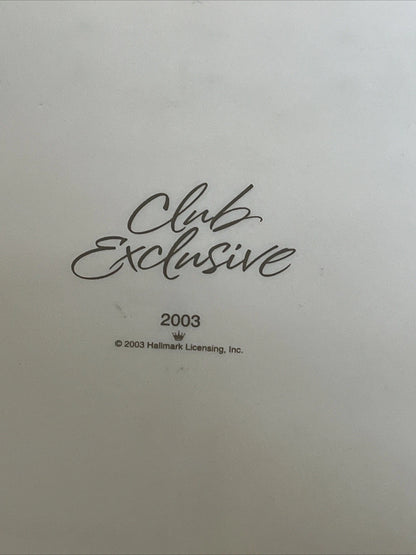 Club
Exclusive
2003
© 2003 Hallmark Licensing, Inc.